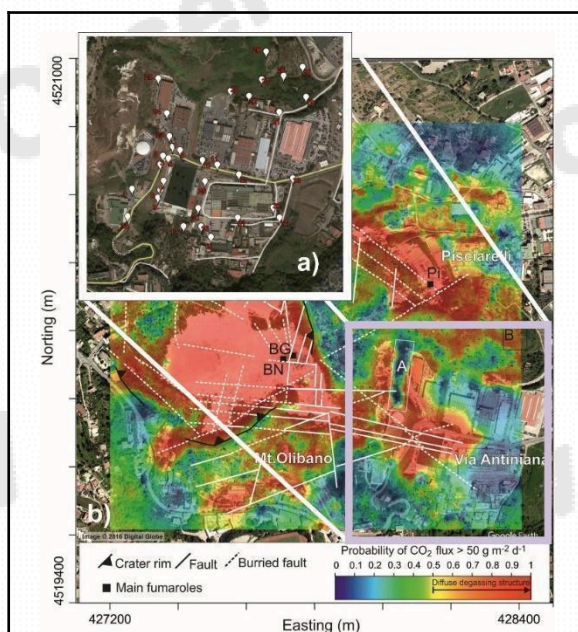 4521000
a)
Pisciarelli
Pi
B
BG
BN
A
Mt.Olibano
Via Antiniana
b)
Image © 2016 Digital Globe
Google Earth
Norting (m)
4519400
Crater rim
Fault
Burried fault
Main fumaroles
Probability of CO₂ flux > 50 g m⁻² d⁻¹
Diffuse degassing structure
0 0.1 0.2 0.3 0.4 0.5 0.6 0.7 0.8 0.9 1
427200
Easting (m)
428400